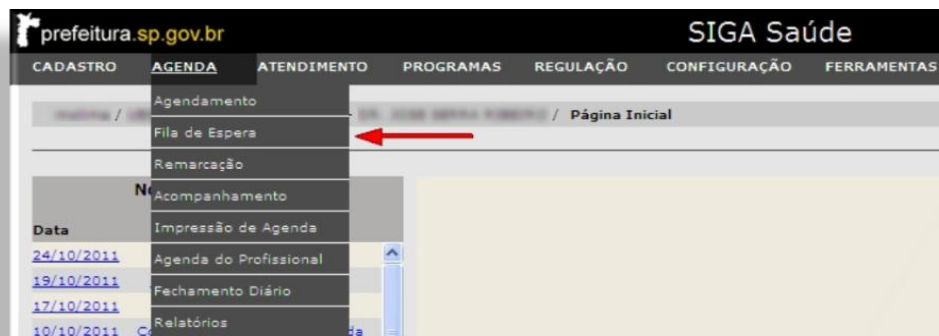 prefeitura.sp.gov.br
SIGA Saúde
CADASTRO AGENDA ATENDIMENTO PROGRAMAS REGULAÇÃO CONFIGURAÇÃO FERRAMENTAS
Agendamento
/ / Página Inicial
Fila de Espera
Remarcação
Acompanhamento
Data Impressão de Agenda
24/10/2011 Agenda do Profissional
19/10/2011 Fechamento Diário
17/10/2011
10/10/2011 Relatórios